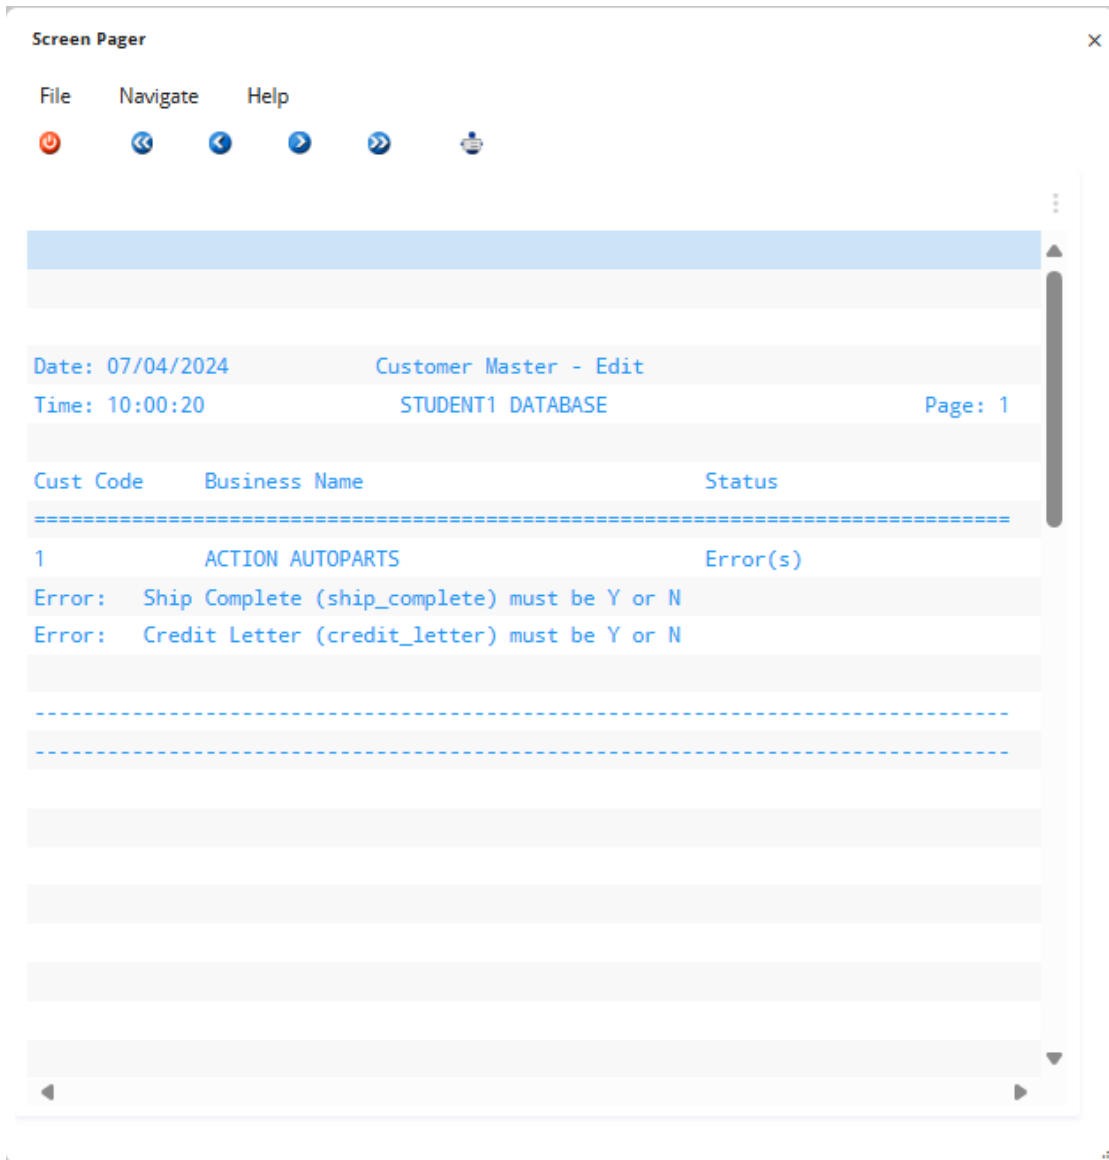 Screen Pager
File Navigate Help
Date: 07/04/2024 Customer Master - Edit
Time: 10:00:20 STUDENT1 DATABASE Page: 1
Cust Code Business Name Status
================================================================================
1 ACTION AUTOPARTS Error(s)
Error: Ship Complete (ship_complete) must be Y or N
Error: Credit Letter (credit_letter) must be Y or N
--------------------------------------------------------------------------------
--------------------------------------------------------------------------------